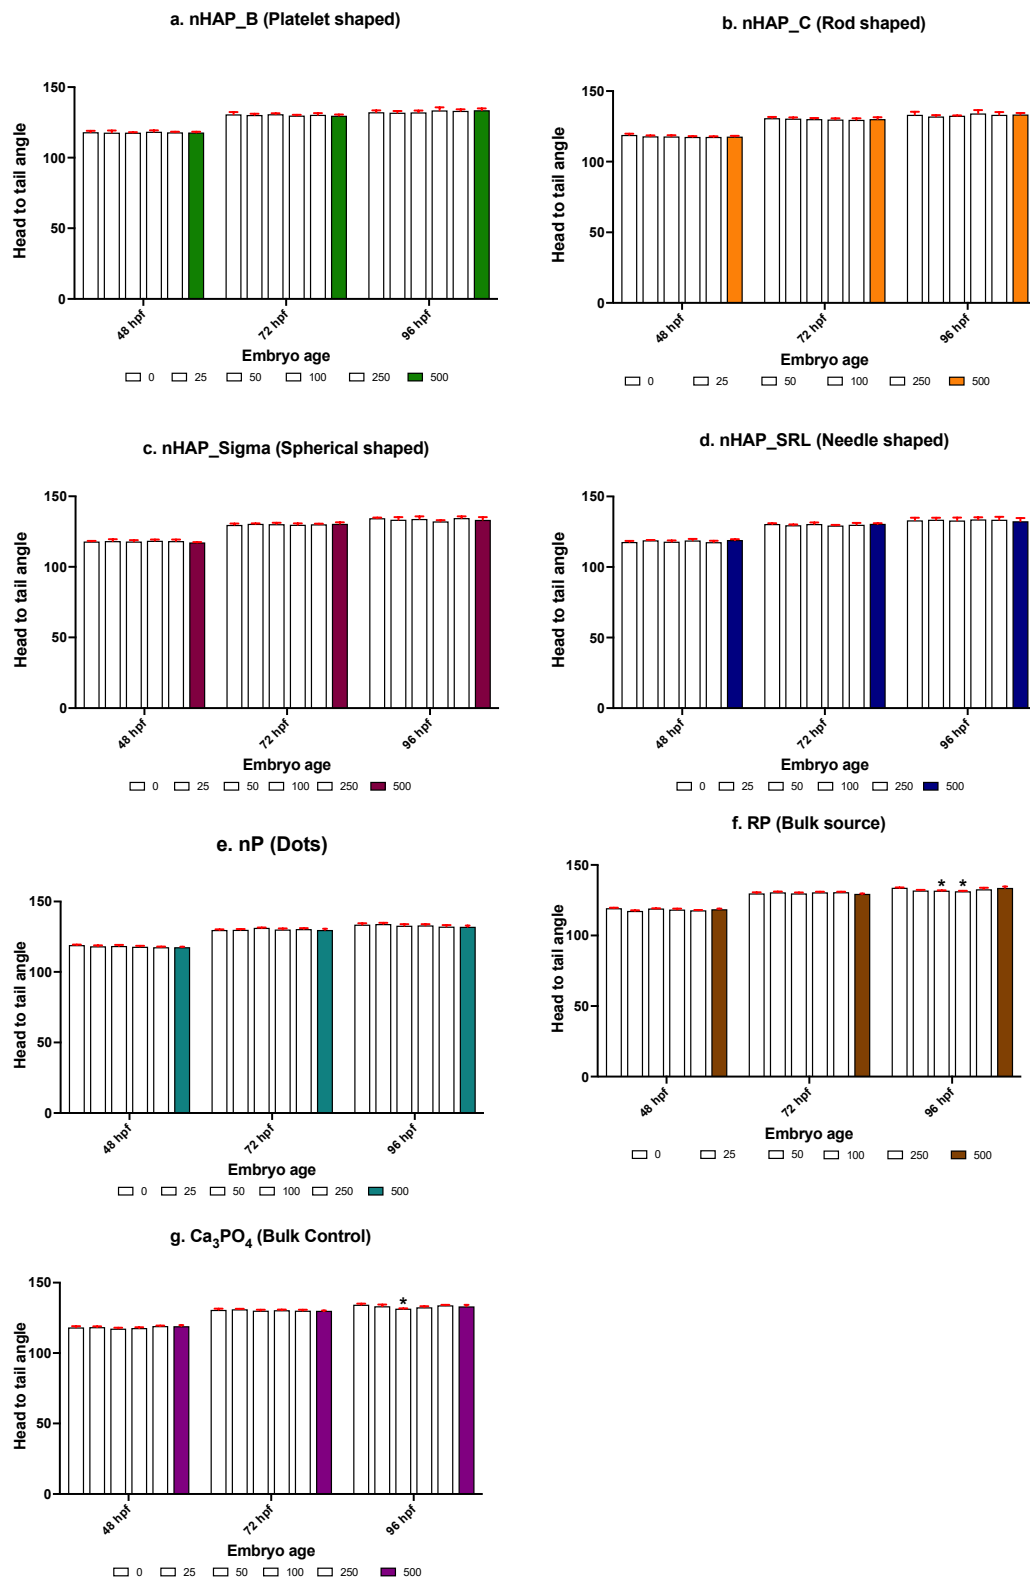 a. nHAP_B (Platelet shaped)
Head to tail angle
150
100
50
0
48 hpf
72 hpf
96 hpf
Embryo age
0 25 50 100 250 500
b. nHAP_C (Rod shaped)
Head to tail angle
150
100
50
0
48 hpf
72 hpf
96 hpf
Embryo age
0 25 50 100 250 500
c. nHAP_Sigma (Spherical shaped)
Head to tail angle
150
100
50
0
48 hpf
72 hpf
96 hpf
Embryo age
0 25 50 100 250 500
d. nHAP_SRL (Needle shaped)
Head to tail angle
150
100
50
0
48 hpf
72 hpf
96 hpf
Embryo age
0 25 50 100 250 500
e. nP (Dots)
Head to tail angle
150
100
50
0
48 hpf
72 hpf
96 hpf
Embryo age
0 25 50 100 250 500
f. RP (Bulk source)
Head to tail angle
150
100
50
0
* *
48 hpf
72 hpf
96 hpf
Embryo age
0 25 50 100 250 500
g. Ca₃PO₄ (Bulk Control)
Head to tail angle
150
100
50
0
*
48 hpf
72 hpf
96 hpf
Embryo age
0 25 50 100 250 500